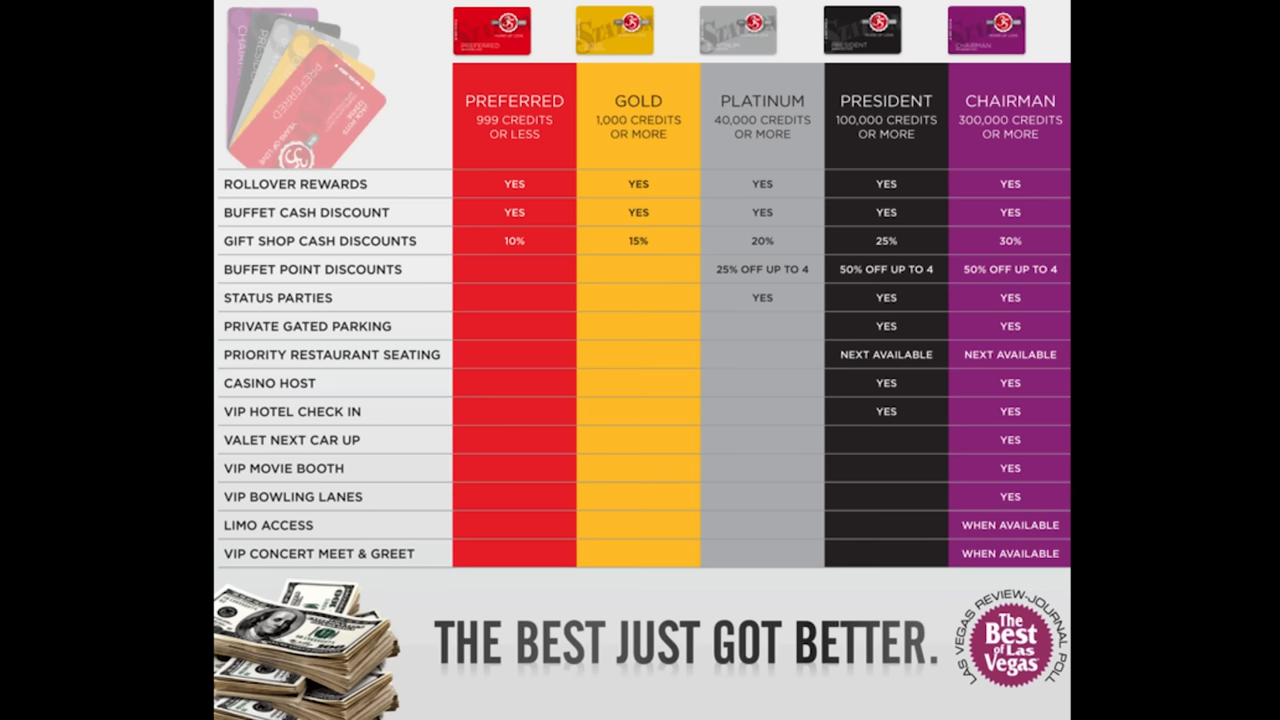 PREFERRED
999 CREDITS
OR LESS
GOLD
1,000 CREDITS
OR MORE
PLATINUM
40,000 CREDITS
OR MORE
PRESIDENT
100,000 CREDITS
OR MORE
CHAIRMAN
300,000 CREDITS
OR MORE
ROLLOVER REWARDS YES YES YES YES YES
BUFFET CASH DISCOUNT YES YES YES YES YES
GIFT SHOP CASH DISCOUNTS 10% 15% 20% 25% 30%
BUFFET POINT DISCOUNTS 25% OFF UP TO 4 50% OFF UP TO 4 50% OFF UP TO 4
STATUS PARTIES YES YES YES
PRIVATE GATED PARKING YES YES
PRIORITY RESTAURANT SEATING NEXT AVAILABLE NEXT AVAILABLE
CASINO HOST YES YES
VIP HOTEL CHECK IN YES YES
VALET NEXT CAR UP YES
VIP MOVIE BOOTH YES
VIP BOWLING LANES YES
LIMO ACCESS WHEN AVAILABLE
VIP CONCERT MEET & GREET WHEN AVAILABLE
THE BEST JUST GOT BETTER.
LAS VEGAS REVIEW-JOURNAL POLL
The
Best
of Las
Vegas